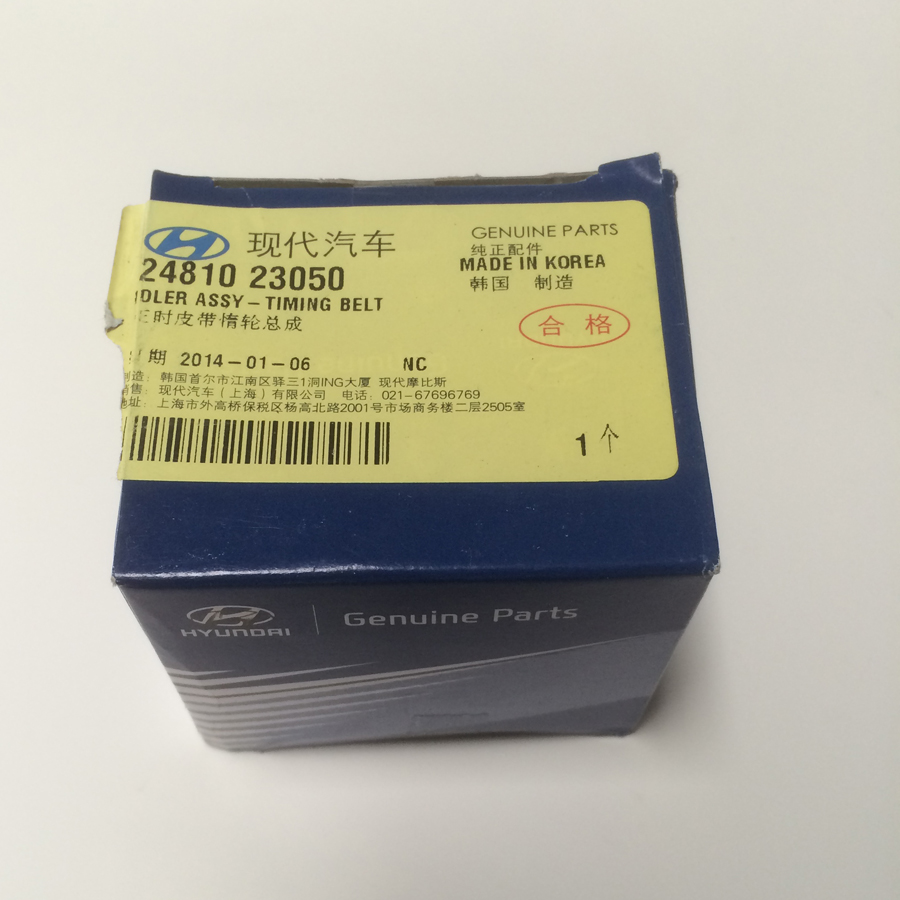 现代汽车
GENUINE PARTS
纯正配件
24810 23050
MADE IN KOREA
韩国 制造
IDLER ASSY-TIMING BELT
正时皮带惰轮总成
合格
日期 2014-01-06 NC
制造: 韩国首尔市江南区驿三1洞ING大厦 现代摩比斯
销售: 现代汽车(上海)有限公司 电话: 021-67696769
地址: 上海市外高桥保税区杨高北路2001号市场商务楼二层2505室
1个
HYUNDAI Genuine Parts